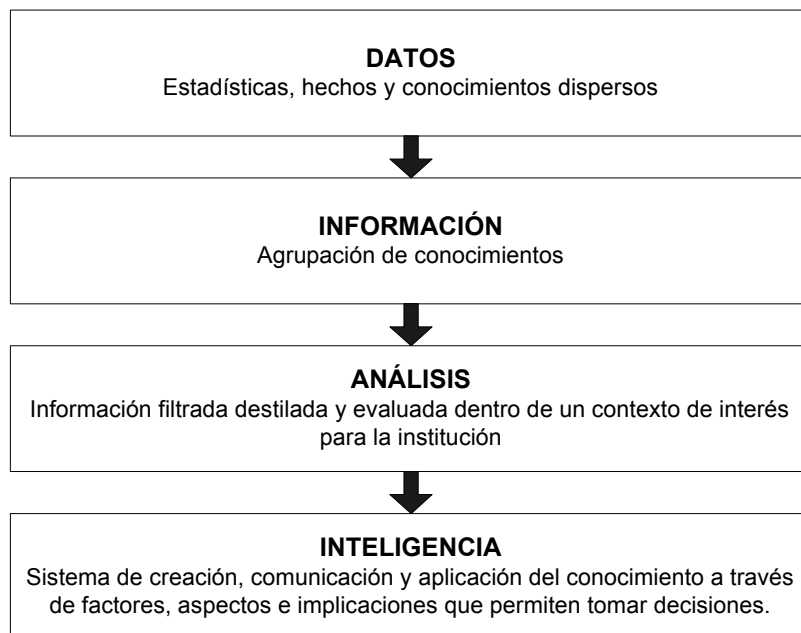 DATOS
Estadísticas, hechos y conocimientos dispersos
INFORMACIÓN
Agrupación de conocimientos
ANÁLISIS
Información filtrada destilada y evaluada dentro de un contexto de interés
para la institución
INTELIGENCIA
Sistema de creación, comunicación y aplicación del conocimiento a través
de factores, aspectos e implicaciones que permiten tomar decisiones.